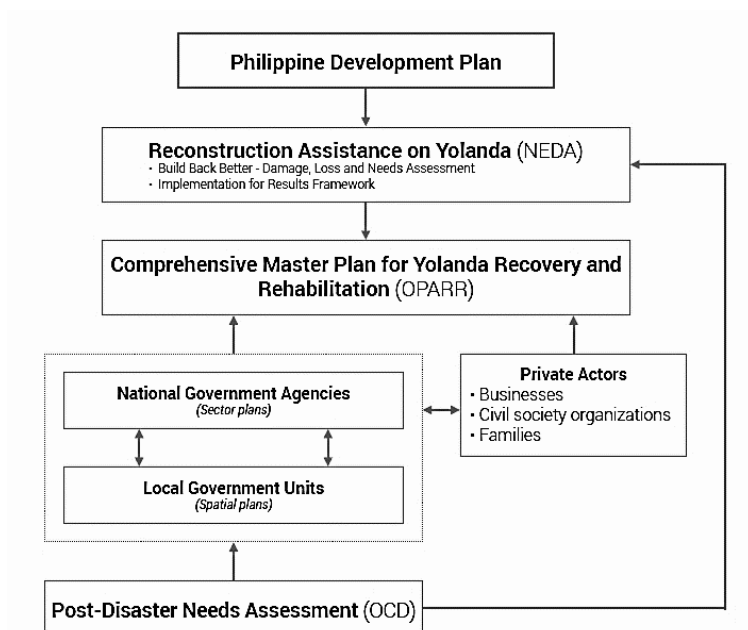 Philippine Development Plan
Reconstruction Assistance on Yolanda (NEDA)
· Build Back Better - Damage, Loss and Needs Assessment
· Implementation for Results Framework
Comprehensive Master Plan for Yolanda Recovery and
Rehabilitation (OPARR)
National Government Agencies
(Sector plans)
Local Government Units
(Spatial plans)
Private Actors
· Businesses
· Civil society organizations
· Families
Post-Disaster Needs Assessment (OCD)